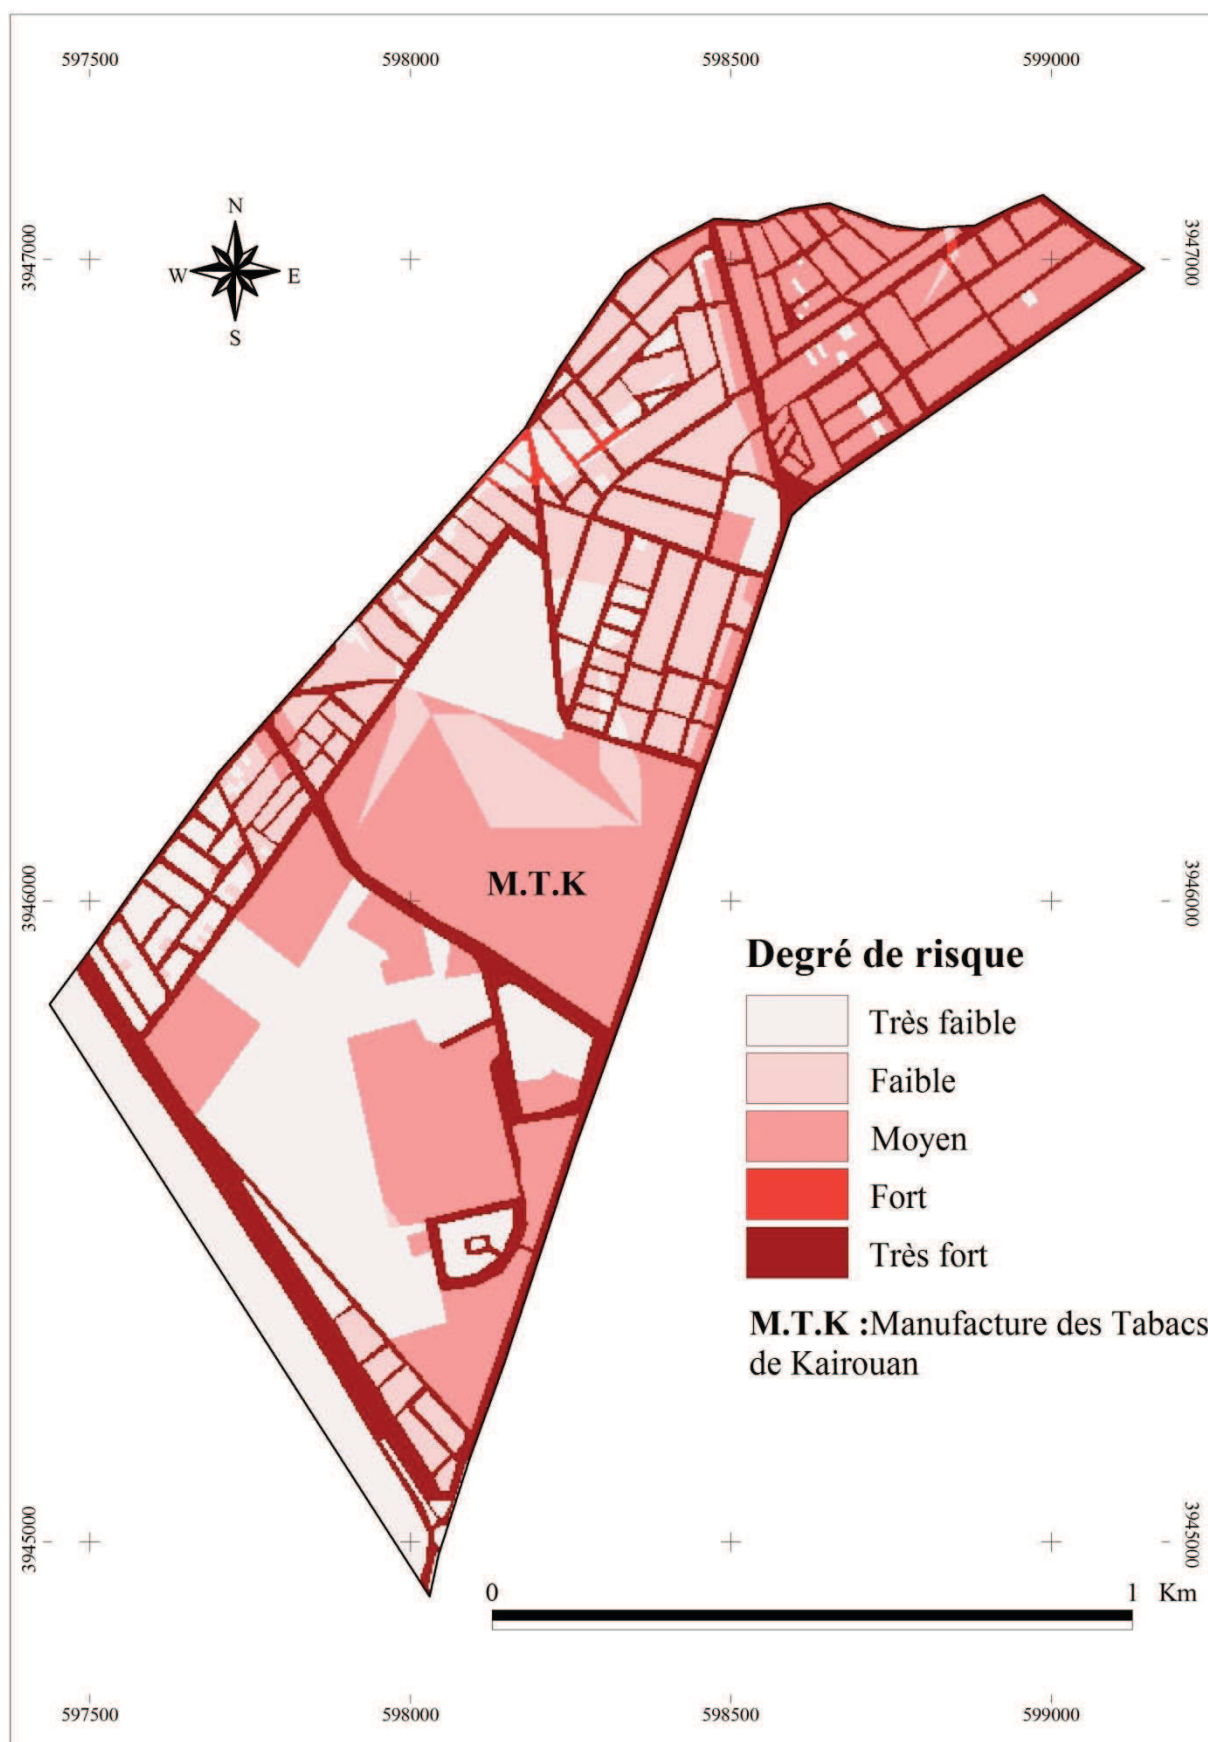 597500 598000 598500 599000
N
W E
S
3947000 3947000
M.T.K
3946000 3946000
Degré de risque
Très faible
Faible
Moyen
Fort
Très fort
M.T.K :Manufacture des Tabacs
de Kairouan
3945000 3945000
0 1 Km
597500 598000 598500 599000